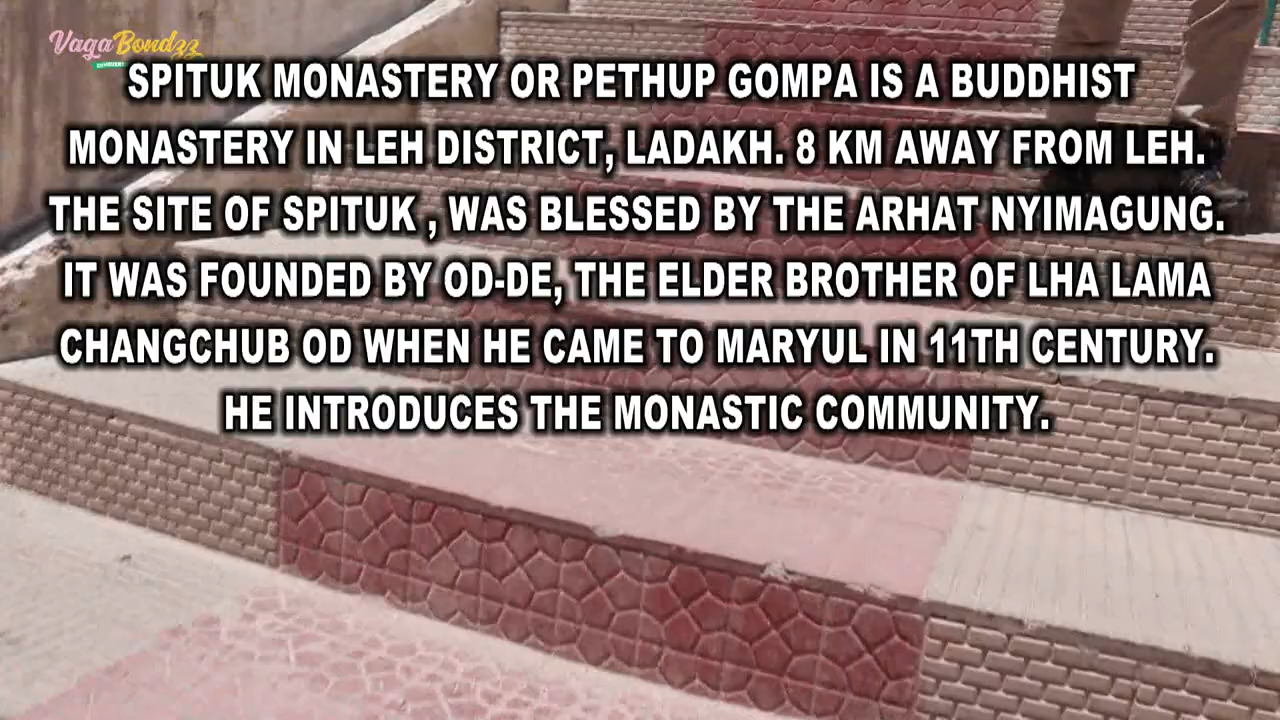 VagaBondzz
SPITUK MONASTERY OR PETHUP GOMPA IS A BUDDHIST
MONASTERY IN LEH DISTRICT, LADAKH. 8 KM AWAY FROM LEH.
THE SITE OF SPITUK , WAS BLESSED BY THE ARHAT NYIMAGUNG.
IT WAS FOUNDED BY OD-DE, THE ELDER BROTHER OF LHA LAMA
CHANGCHUB OD WHEN HE CAME TO MARYUL IN 11TH CENTURY.
HE INTRODUCES THE MONASTIC COMMUNITY.